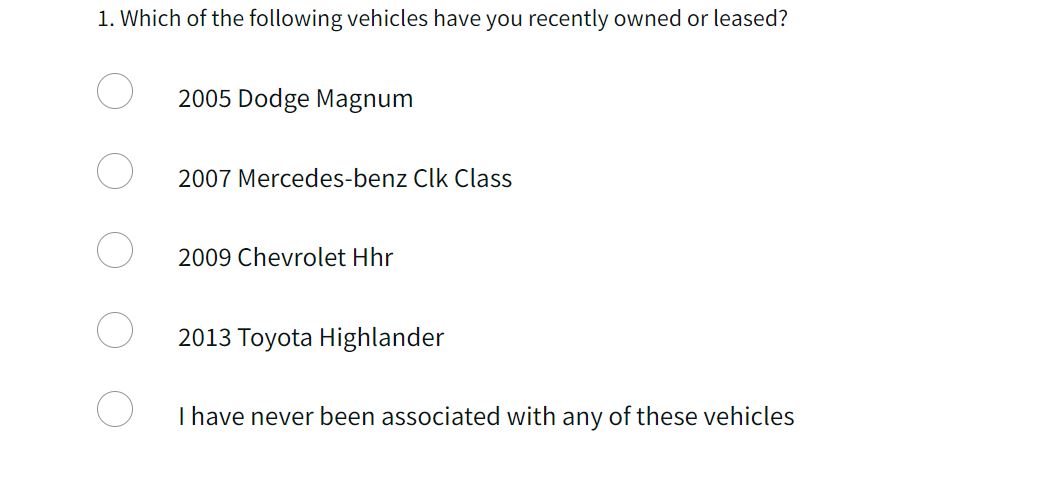 1. Which of the following vehicles have you recently owned or leased?
2005 Dodge Magnum
2007 Mercedes-benz Clk Class
2009 Chevrolet Hhr
2013 Toyota Highlander
I have never been associated with any of these vehicles